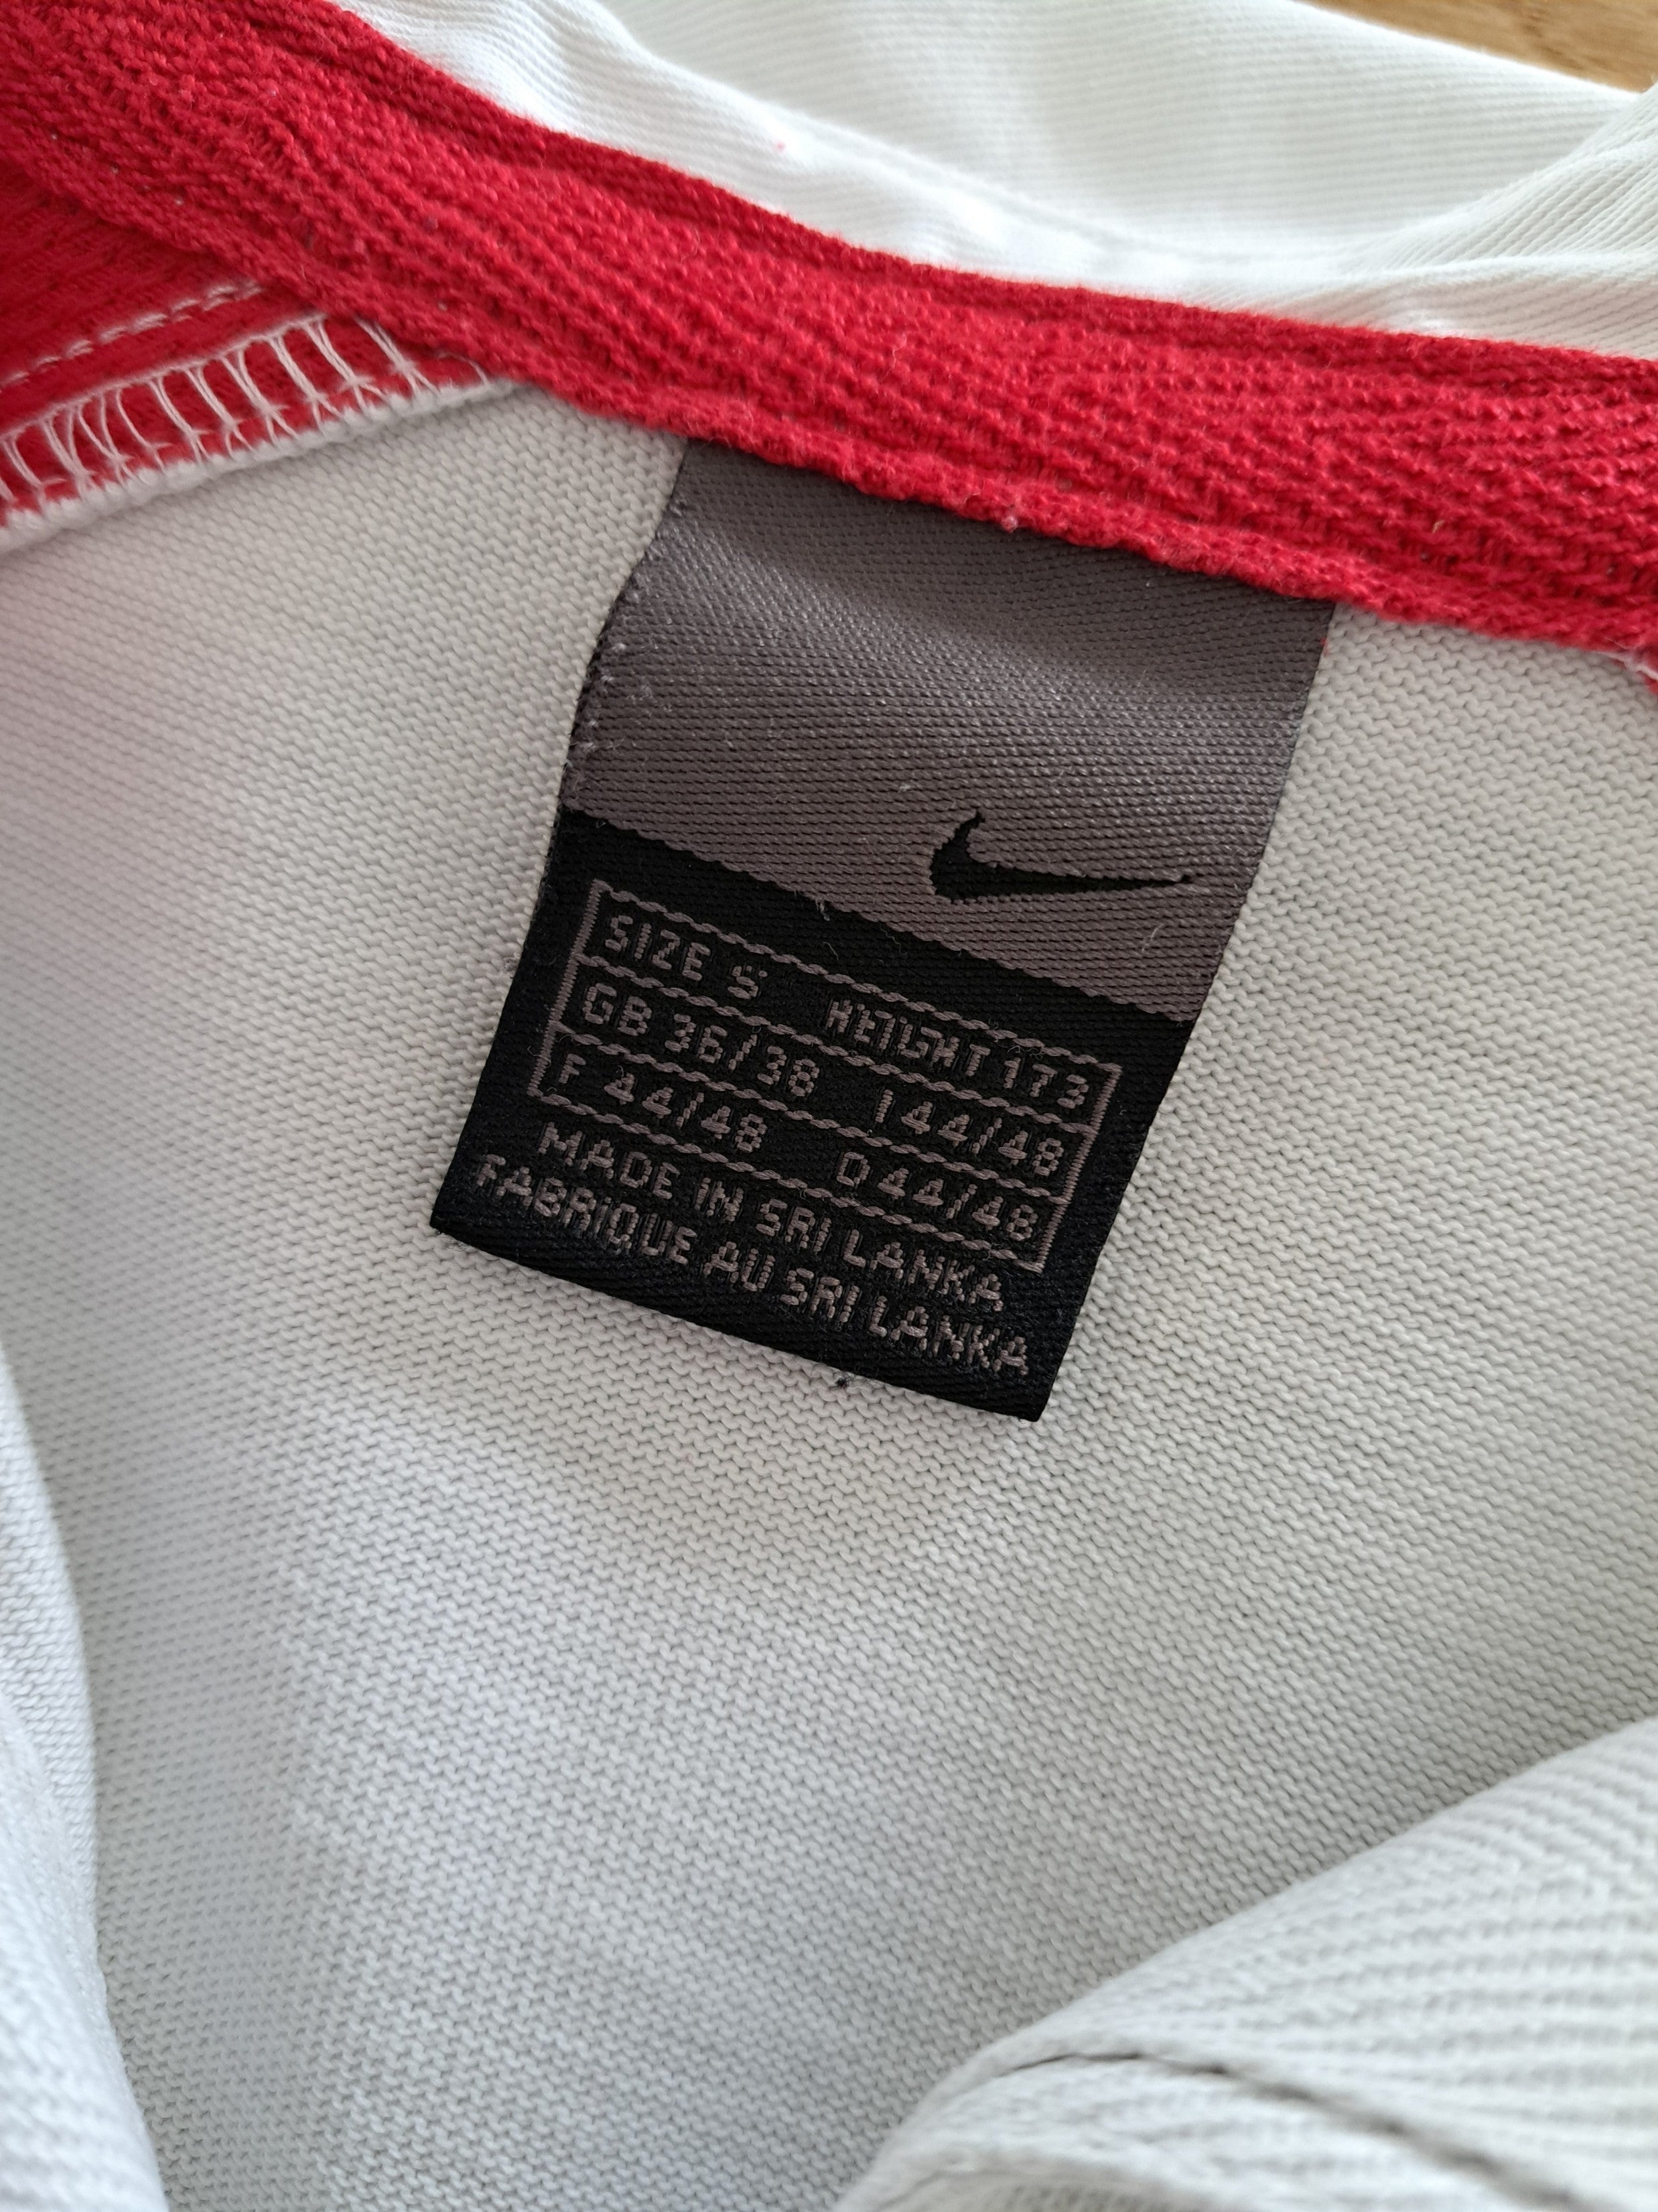 SIZE S HEIGHT 173
GB 36/38 I 44/48
F 44/48 D 44/48
MADE IN SRI LANKA
FABRIQUE AU SRI LANKA